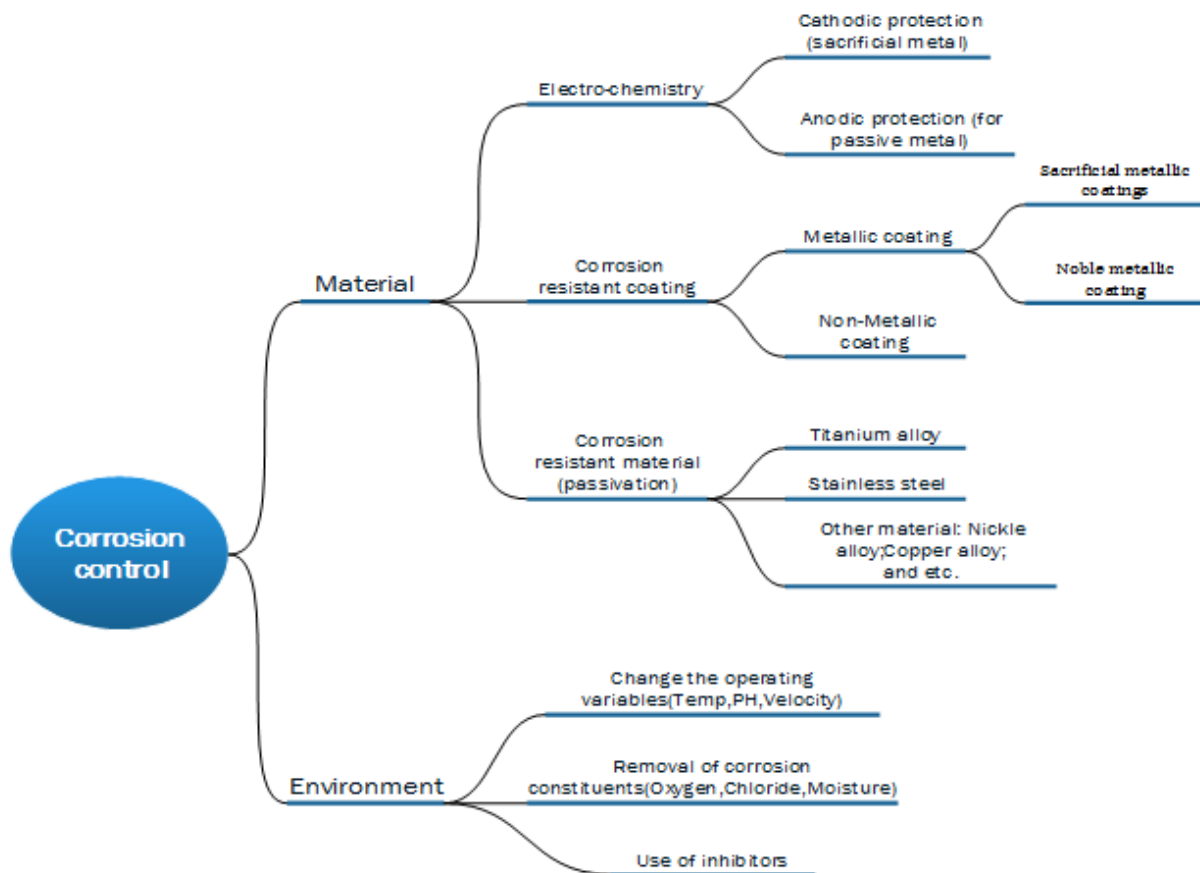 Cathodic protection
(sacrificial metal)
Electro-chemistry
Anodic protection (for
passive metal)
Sacrificial metallic
coatings
Metallic coating
Material
Corrosion
resistant coating
Noble metallic
coating
Non-Metallic
coating
Corrosion
resistant material
(passivation)
Titanium alloy
Stainless steel
Other material: Nickle
alloy;Copper alloy;
and etc.
Corrosion
control
Change the operating
variables(Temp,PH,Velocity)
Environment
Removal of corrosion
constituents(Oxygen,Chloride,Moisture)
Use of inhibitors